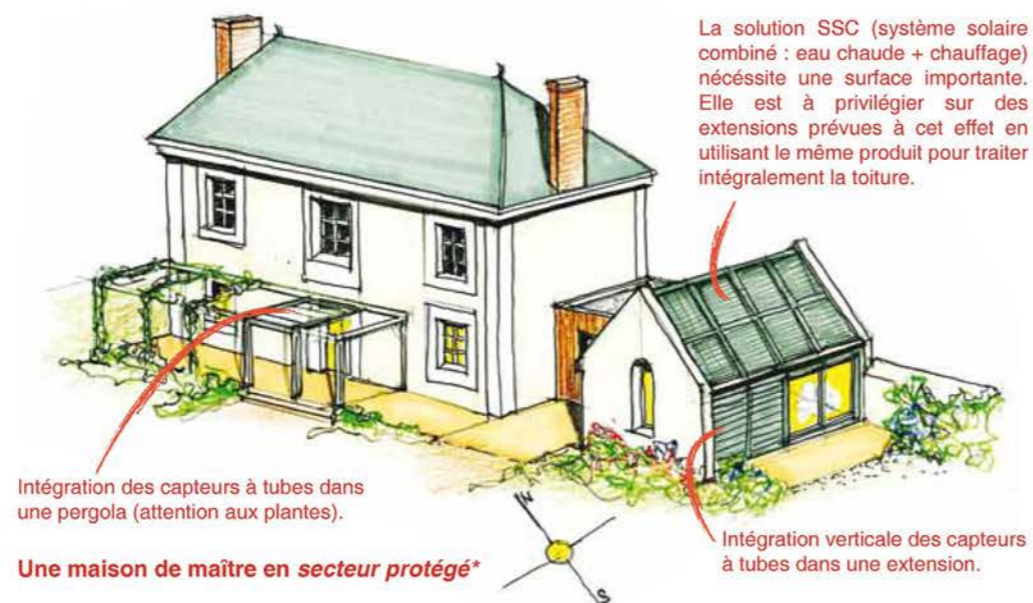 La solution SSC (système solaire
combiné : eau chaude + chauffage)
nécéssite une surface importante.
Elle est à privilégier sur des
extensions prévues à cet effet en
utilisant le même produit pour traiter
intégralement la toiture.
Intégration des capteurs à tubes dans
une pergola (attention aux plantes).
Une maison de maître en secteur protégé*
N
S
Intégration verticale des capteurs
à tubes dans une extension.